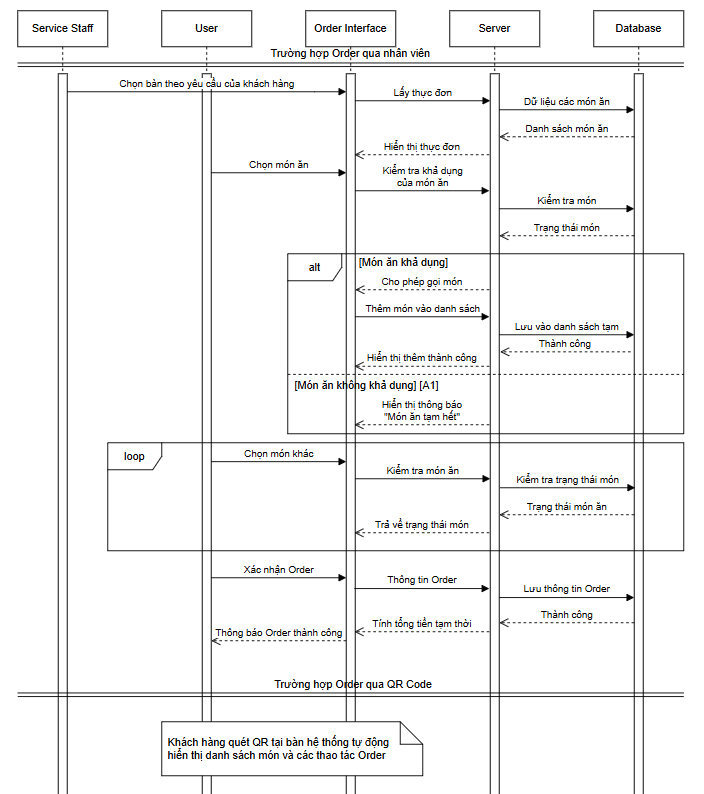 Service Staff
User
Order Interface
Server
Database
Trường hợp Order qua nhân viên
Chọn bàn theo yêu cầu của khách hàng
Lấy thực đơn
Dữ liệu các món ăn
Danh sách món ăn
Hiển thị thực đơn
Chọn món ăn
Kiểm tra khả dụng
của món ăn
Kiểm tra món
Trạng thái món
alt
[Món ăn khả dụng]
Cho phép gọi món
Thêm món vào danh sách
Lưu vào danh sách tạm
Thành công
Hiển thị thêm thành công
[Món ăn không khả dụng] [A1]
Hiển thị thông báo
"Món ăn tạm hết"
loop
Chọn món khác
Kiểm tra món ăn
Kiểm tra trạng thái món
Trạng thái món ăn
Trả về trạng thái món
Xác nhận Order
Thông tin Order
Lưu thông tin Order
Thành công
Tính tổng tiền tạm thời
Thông báo Order thành công
Trường hợp Order qua QR Code
Khách hàng quét QR tại bàn hệ thống tự động
hiển thị danh sách món và các thao tác Order